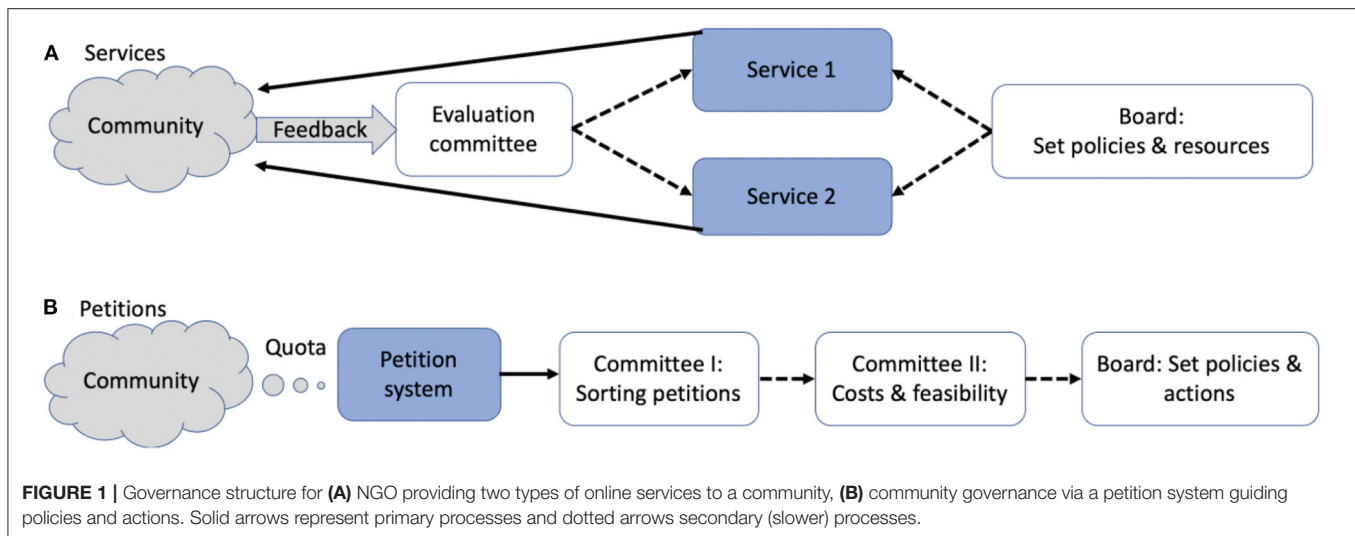 A Services
Community
Feedback
Evaluation
committee
Service 1
Service 2
Board:
Set policies & resources
B Petitions
Community
Quota
Petition
system
Committee I:
Sorting petitions
Committee II:
Costs & feasibility
Board: Set policies &
actions
FIGURE 1 | Governance structure for (A) NGO providing two types of online services to a community, (B) community governance via a petition system guiding
policies and actions. Solid arrows represent primary processes and dotted arrows secondary (slower) processes.